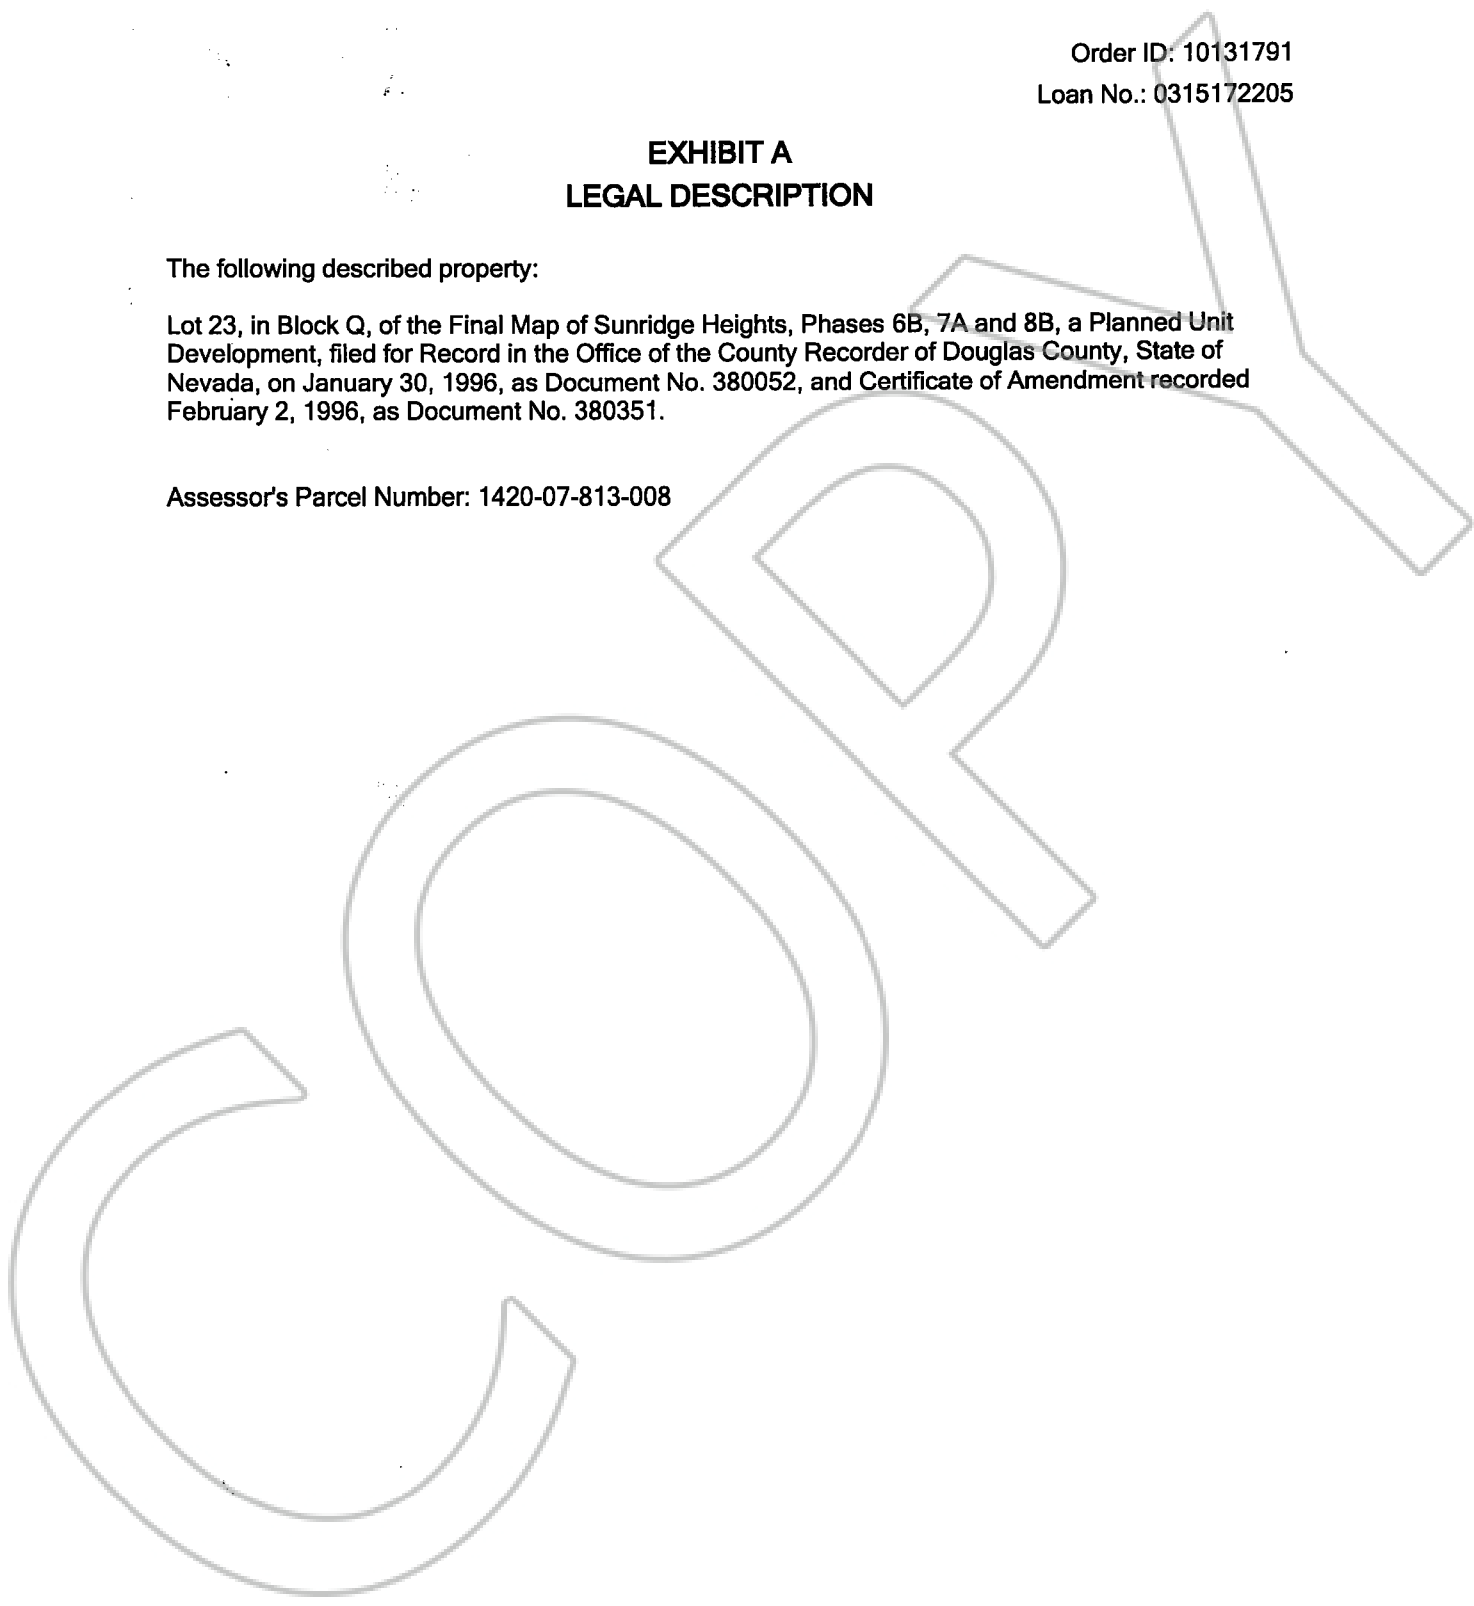 Order ID: 10131791
Loan No.: 0315172205
EXHIBIT A
LEGAL DESCRIPTION
The following described property:
Lot 23, in Block Q, of the Final Map of Sunridge Heights, Phases 6B, 7A and 8B, a Planned Unit
Development, filed for Record in the Office of the County Recorder of Douglas County, State of
Nevada, on January 30, 1996, as Document No. 380052, and Certificate of Amendment recorded
February 2, 1996, as Document No. 380351.
Assessor's Parcel Number: 1420-07-813-008
COPY